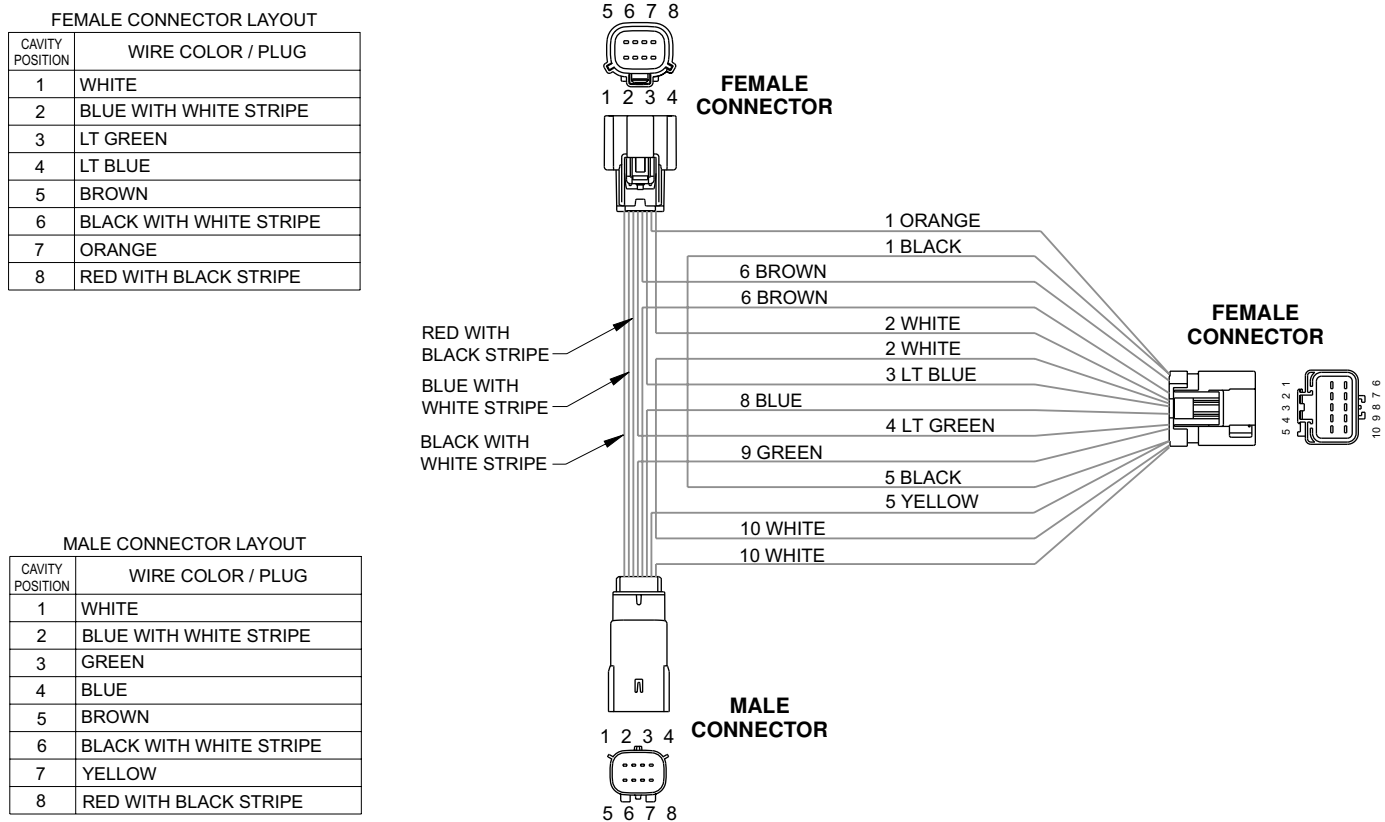 FEMALE CONNECTOR LAYOUT
CAVITY POSITION WIRE COLOR / PLUG
1 WHITE
2 BLUE WITH WHITE STRIPE
3 LT GREEN
4 LT BLUE
5 BROWN
6 BLACK WITH WHITE STRIPE
7 ORANGE
8 RED WITH BLACK STRIPE
MALE CONNECTOR LAYOUT
CAVITY POSITION WIRE COLOR / PLUG
1 WHITE
2 BLUE WITH WHITE STRIPE
3 GREEN
4 BLUE
5 BROWN
6 BLACK WITH WHITE STRIPE
7 YELLOW
8 RED WITH BLACK STRIPE
5 6 7 8
1 2 3 4
FEMALE
CONNECTOR
RED WITH
BLACK STRIPE
BLUE WITH
WHITE STRIPE
BLACK WITH
WHITE STRIPE
1 ORANGE
1 BLACK
6 BROWN
6 BROWN
2 WHITE
2 WHITE
3 LT BLUE
8 BLUE
4 LT GREEN
9 GREEN
5 BLACK
5 YELLOW
10 WHITE
10 WHITE
FEMALE
CONNECTOR
5 4 3 2 1
10 9 8 7 6
MALE
CONNECTOR
1 2 3 4
5 6 7 8